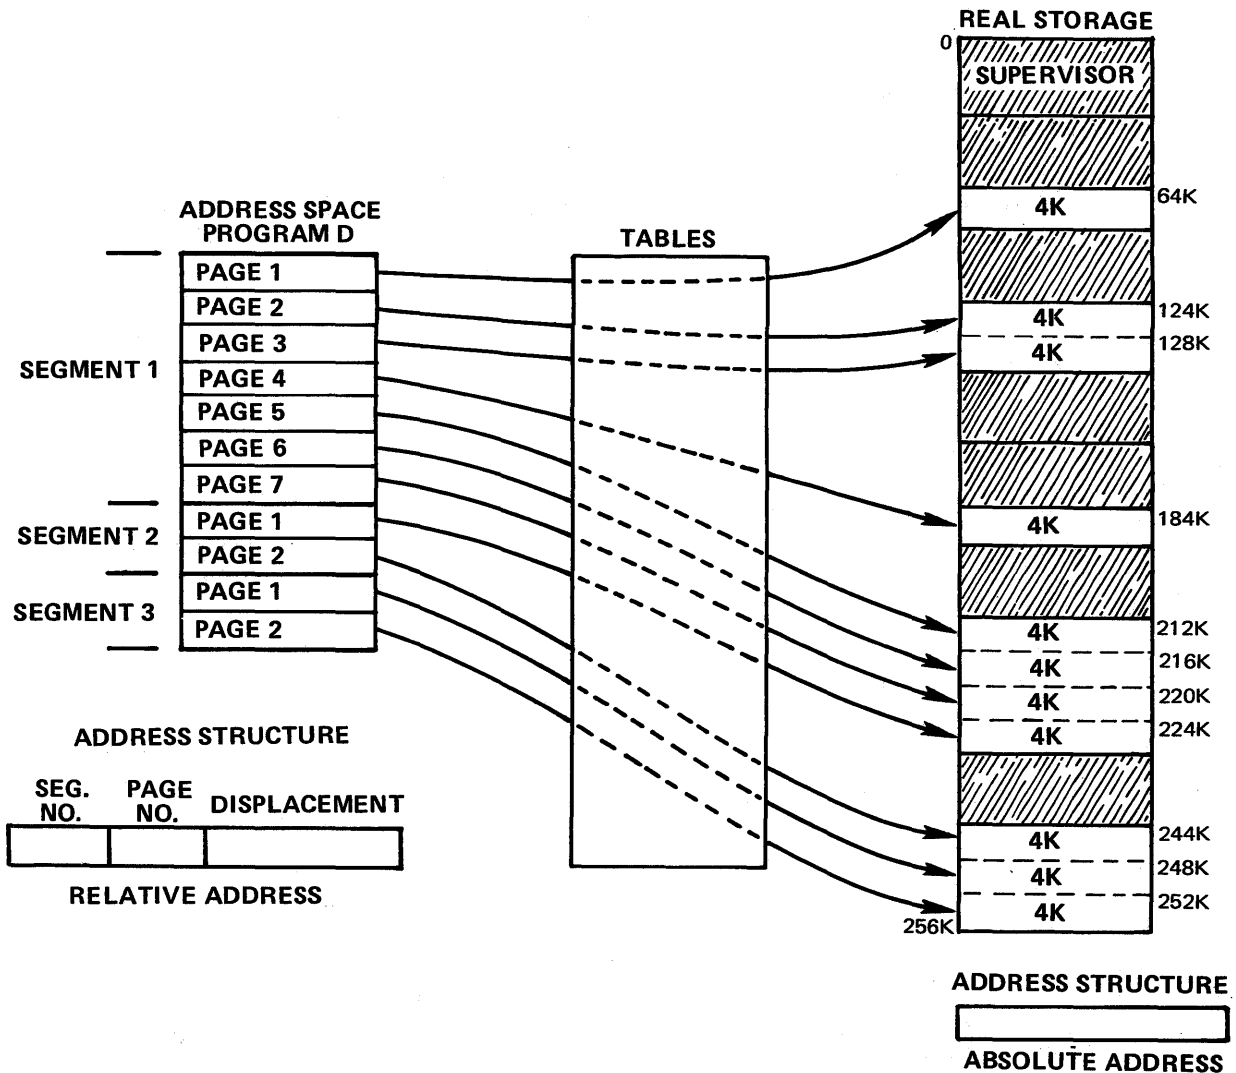 REAL STORAGE
0
SUPERVISOR
64K
4K
ADDRESS SPACE
PROGRAM D
TABLES
PAGE 1
PAGE 2
PAGE 3
PAGE 4
PAGE 5
PAGE 6
PAGE 7
PAGE 1
PAGE 2
PAGE 1
PAGE 2
SEGMENT 1
SEGMENT 2
SEGMENT 3
124K
4K
128K
4K
184K
4K
212K
4K
216K
4K
220K
4K
224K
4K
244K
4K
248K
4K
252K
4K
256K
ADDRESS STRUCTURE
SEG.
NO.
PAGE
NO.
DISPLACEMENT
RELATIVE ADDRESS
ADDRESS STRUCTURE
ABSOLUTE ADDRESS